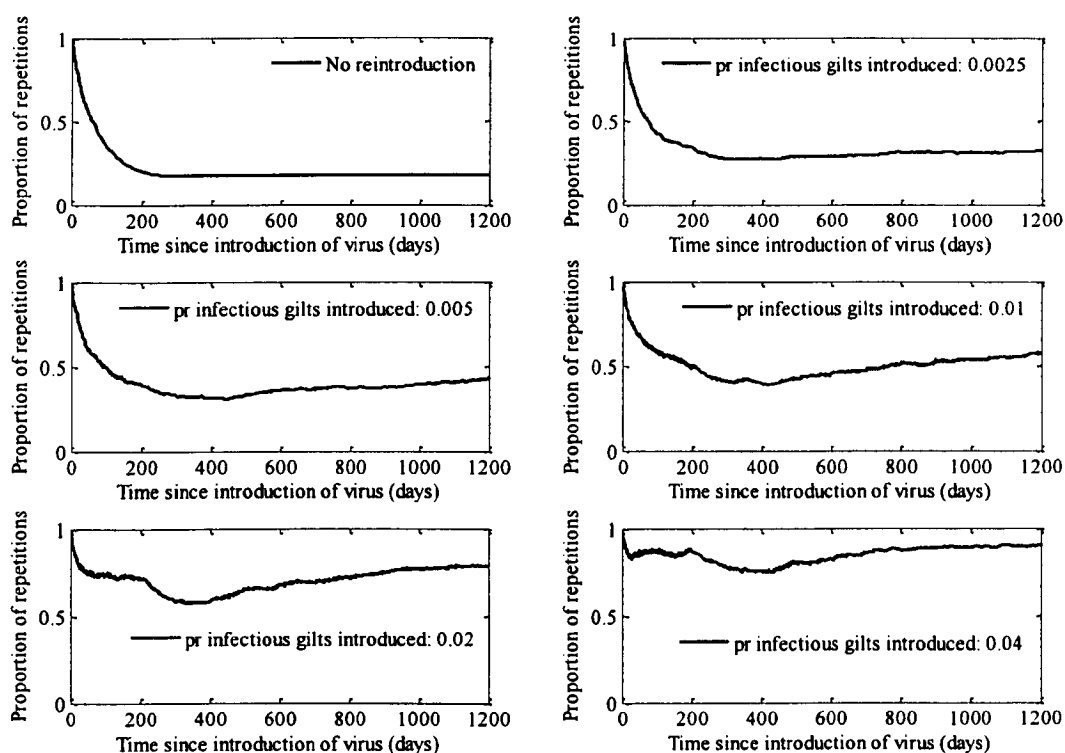 Proportion of repetitions
1
0.5
0
No reintroduction
0 200 400 600 800 1000 1200
Time since introduction of virus (days)
Proportion of repetitions
1
0.5
0
pr infectious gilts introduced: 0.0025
0 200 400 600 800 1000 1200
Time since introduction of virus (days)
Proportion of repetitions
1
0.5
0
pr infectious gilts introduced: 0.005
0 200 400 600 800 1000 1200
Time since introduction of virus (days)
Proportion of repetitions
1
0.5
0
pr infectious gilts introduced: 0.01
0 200 400 600 800 1000 1200
Time since introduction of virus (days)
Proportion of repetitions
1
0.5
0
pr infectious gilts introduced: 0.02
0 200 400 600 800 1000 1200
Time since introduction of virus (days)
Proportion of repetitions
1
0.5
0
pr infectious gilts introduced: 0.04
0 200 400 600 800 1000 1200
Time since introduction of virus (days)